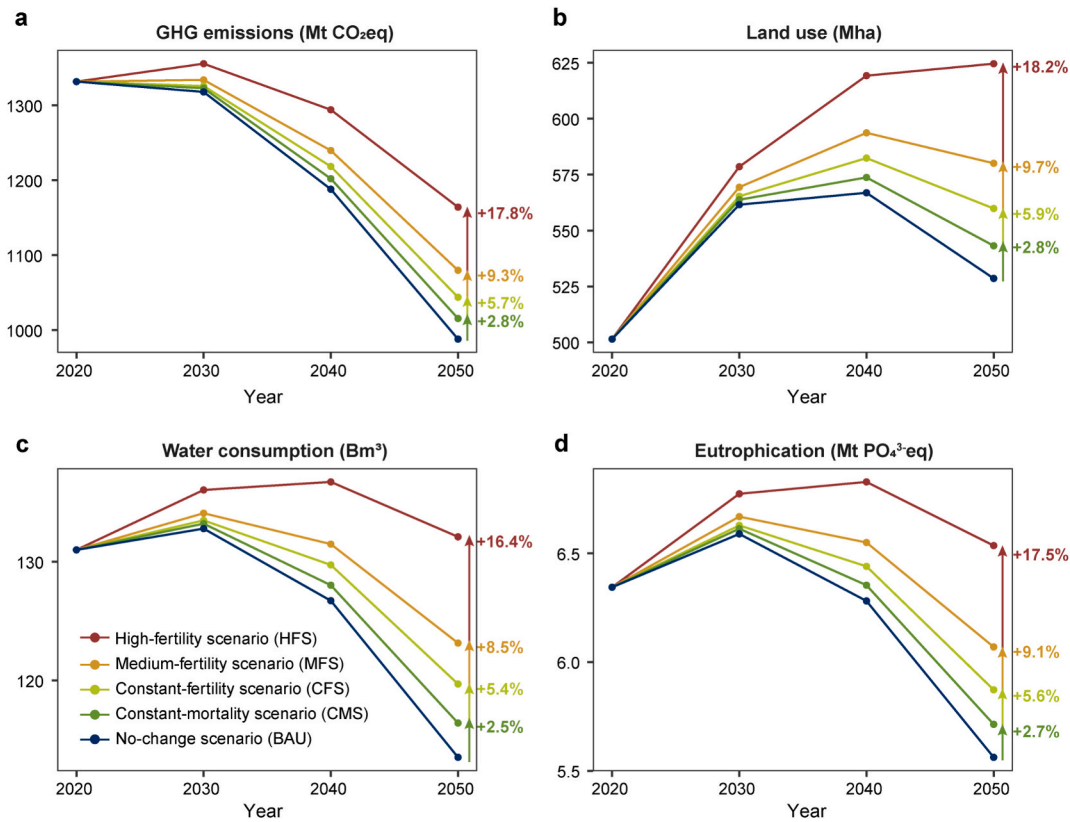 a
GHG emissions (Mt CO₂eq)
1300
1200
1100
1000
+17.8%
+9.3%
+5.7%
+2.8%
2020 2030 2040 2050
Year
b
Land use (Mha)
625
600
575
550
525
500
+18.2%
+9.7%
+5.9%
+2.8%
2020 2030 2040 2050
Year
c
Water consumption (Bm³)
130
120
+16.4%
+8.5%
+5.4%
+2.5%
High-fertility scenario (HFS)
Medium-fertility scenario (MFS)
Constant-fertility scenario (CFS)
Constant-mortality scenario (CMS)
No-change scenario (BAU)
2020 2030 2040 2050
Year
d
Eutrophication (Mt PO₄³⁻eq)
6.5
6.0
5.5
+17.5%
+9.1%
+5.6%
+2.7%
2020 2030 2040 2050
Year